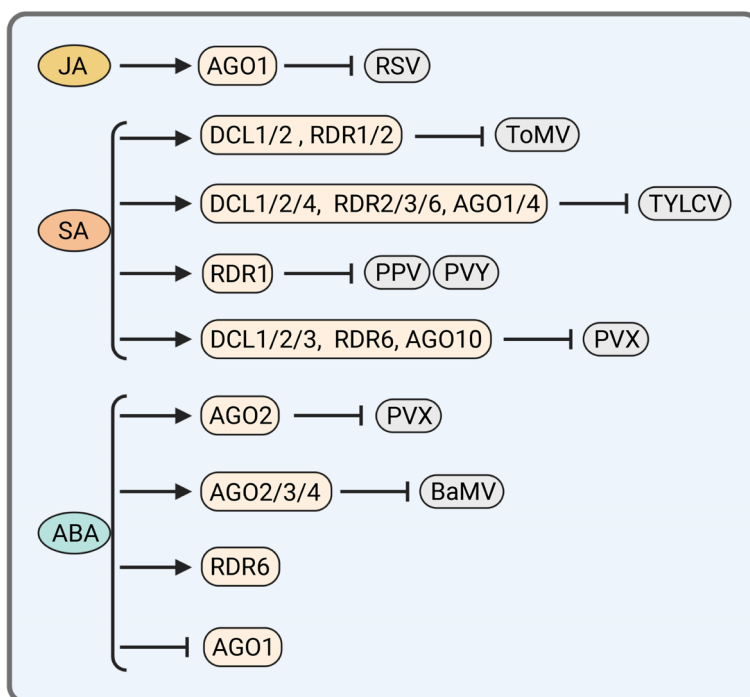 JA AGO1 RSV
DCL1/2 , RDR1/2 ToMV
DCL1/2/4, RDR2/3/6, AGO1/4 TYLCV
SA
RDR1 PPV PVY
DCL1/2/3, RDR6, AGO10 PVX
AGO2 PVX
AGO2/3/4 BaMV
ABA
RDR6
AGO1